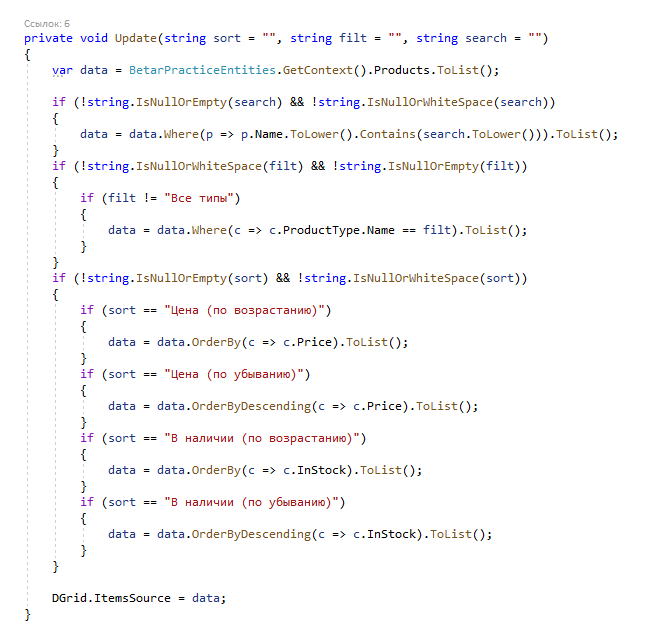 Ссылок: 6
private void Update(string sort = "", string filt = "", string search = "")
{
var data = BetarPracticeEntities.GetContext().Products.ToList();
if (!string.IsNullOrEmpty(search) && !string.IsNullOrWhiteSpace(search))
{
data = data.Where(p => p.Name.ToLower().Contains(search.ToLower())).ToList();
}
if (!string.IsNullOrWhiteSpace(filt) && !string.IsNullOrEmpty(filt))
{
if (filt != "Все типы")
{
data = data.Where(c => c.ProductType.Name == filt).ToList();
}
}
if (!string.IsNullOrEmpty(sort) && !string.IsNullOrWhiteSpace(sort))
{
if (sort == "Цена (по возрастанию)")
{
data = data.OrderBy(c => c.Price).ToList();
}
if (sort == "Цена (по убыванию)")
{
data = data.OrderByDescending(c => c.Price).ToList();
}
if (sort == "В наличии (по возрастанию)")
{
data = data.OrderBy(c => c.InStock).ToList();
}
if (sort == "В наличии (по убыванию)")
{
data = data.OrderByDescending(c => c.InStock).ToList();
}
}
DGrid.ItemsSource = data;
}